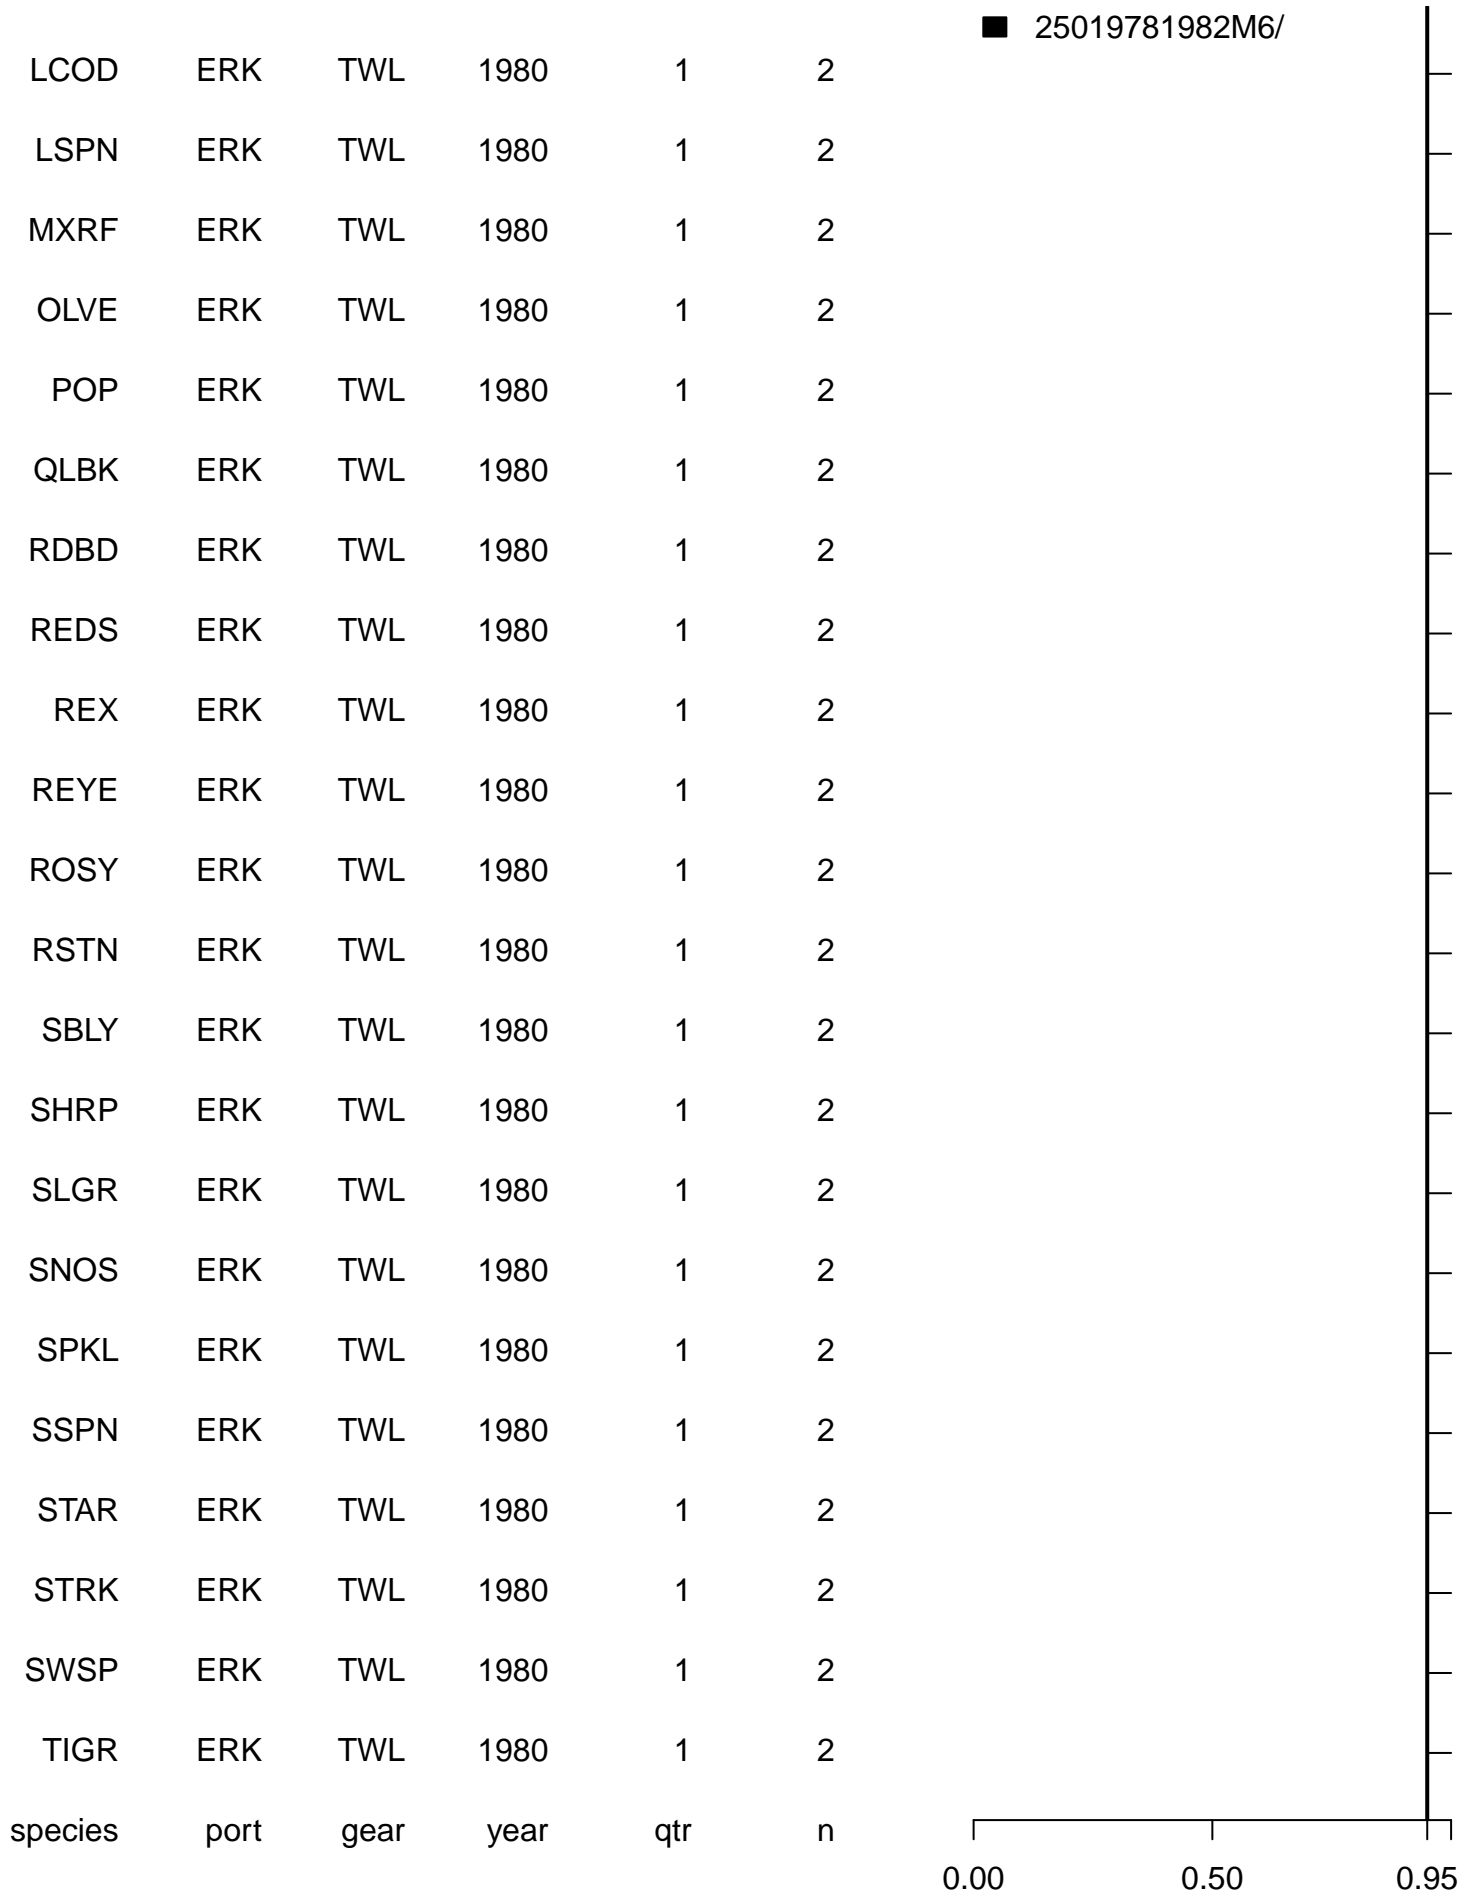 25019781982M6/
LCOD ERK TWL 1980 1 2
LSPN ERK TWL 1980 1 2
MXRF ERK TWL 1980 1 2
OLVE ERK TWL 1980 1 2
POP ERK TWL 1980 1 2
QLBK ERK TWL 1980 1 2
RDBD ERK TWL 1980 1 2
REDS ERK TWL 1980 1 2
REX ERK TWL 1980 1 2
REYE ERK TWL 1980 1 2
ROSY ERK TWL 1980 1 2
RSTN ERK TWL 1980 1 2
SBLY ERK TWL 1980 1 2
SHRP ERK TWL 1980 1 2
SLGR ERK TWL 1980 1 2
SNOS ERK TWL 1980 1 2
SPKL ERK TWL 1980 1 2
SSPN ERK TWL 1980 1 2
STAR ERK TWL 1980 1 2
STRK ERK TWL 1980 1 2
SWSP ERK TWL 1980 1 2
TIGR ERK TWL 1980 1 2
species port gear year qtr n
0.00 0.50 0.95